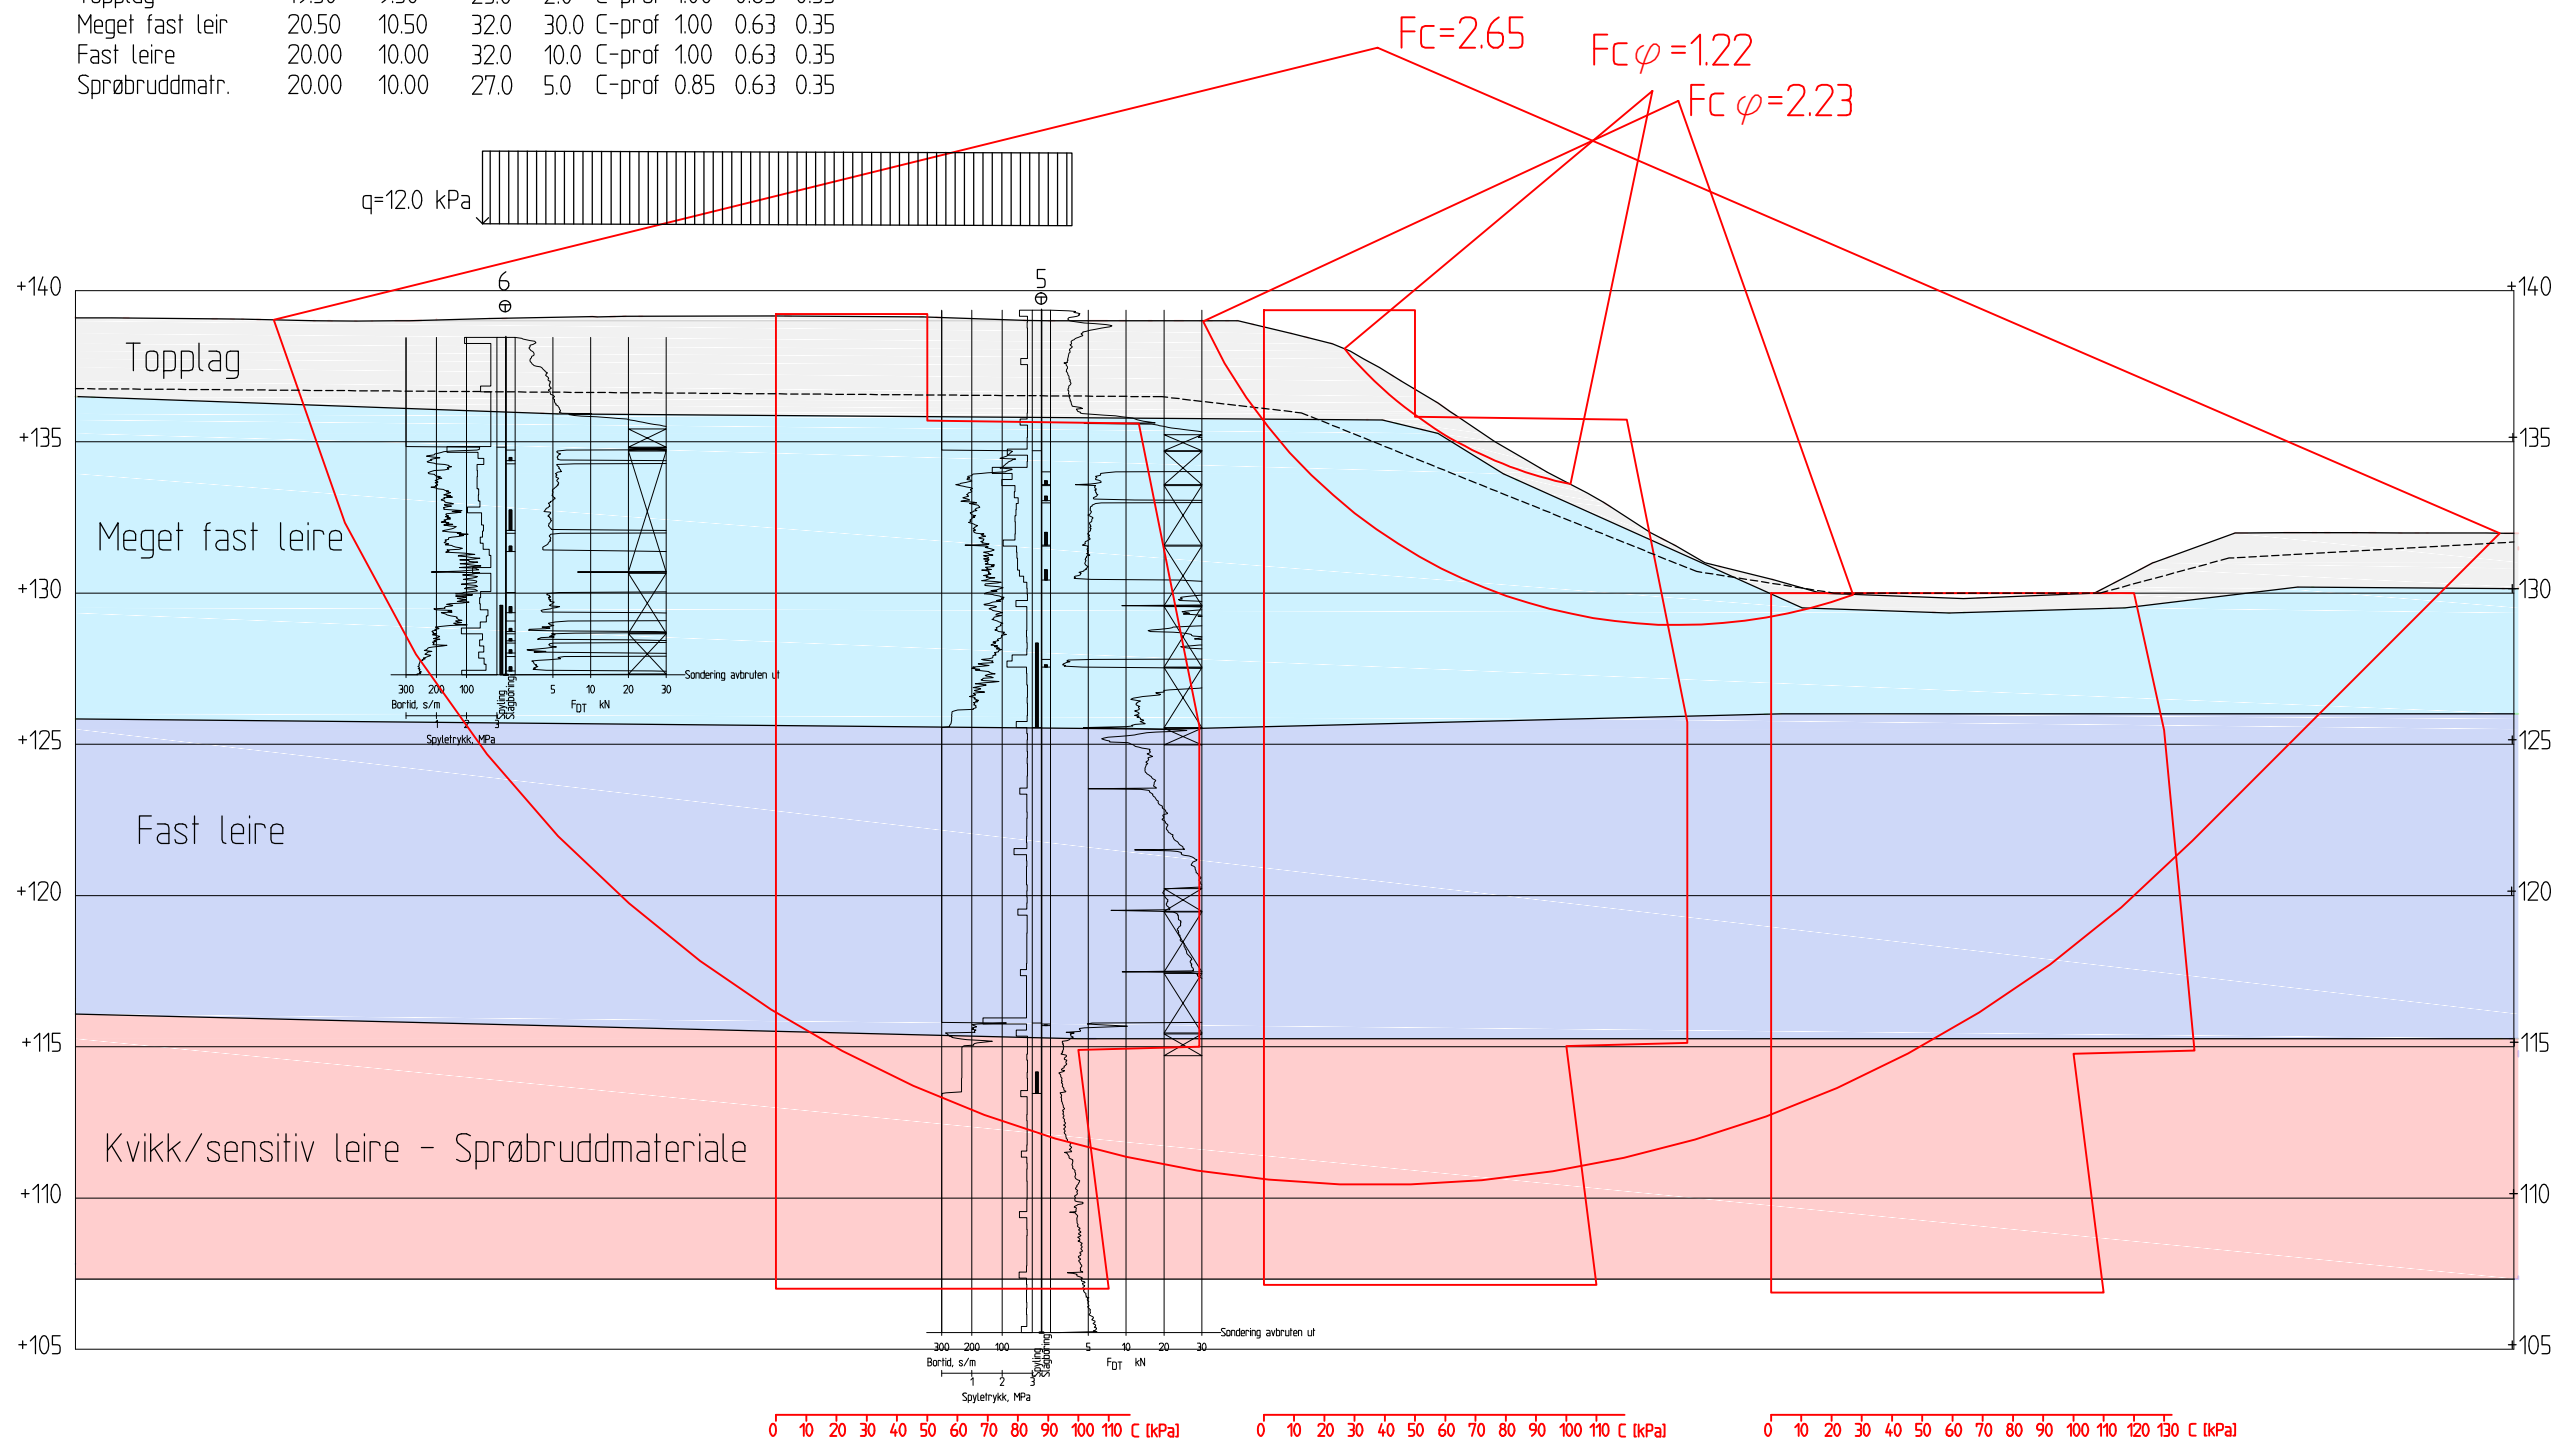 Meget fast leir 20.50 10.50 32.0 30.0 C-prof 1.00 0.63 0.35
Fast leire 20.00 10.00 32.0 10.0 C-prof 1.00 0.63 0.35
Sprøbruddmatr. 20.00 10.00 27.0 5.0 C-prof 0.85 0.63 0.35
Fc=2.65
Fcφ=1.22
Fc φ=2.23
q=12.0 kPa
6
5
+140
+140
Topplag
+135
+135
Meget fast leire
+130
+130
Sondering avbruten ut
300 200 100 5 10 20 30
Bortid, s/m
Spyling
Slagboring
FDT kN
1 2 3
Spyletrykk, MPa
+125
+125
Fast leire
+120
+120
+115
+115
Kvikk/sensitiv leire - Sprøbruddmateriale
+110
+110
+105
+105
Sondering avbruten ut
300 200 100 5 10 20 30
Bortid, s/m
Spyling
Slagboring
FDT kN
1 2 3
Spyletrykk, MPa
0 10 20 30 40 50 60 70 80 90 100 110 C [kPa]
0 10 20 30 40 50 60 70 80 90 100 110 C [kPa]
0 10 20 30 40 50 60 70 80 90 100 110 120 130 C [kPa]